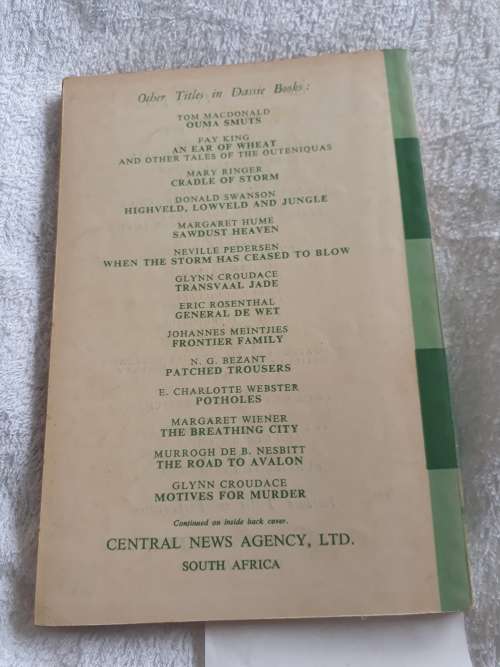 Other Titles in Dassie Books:
TOM MACDONALD
OUMA SMUTS
FAY KING
AN EAR OF WHEAT
AND OTHER TALES OF THE OUTENIQUAS
MARY RINGER
CRADLE OF STORM
DONALD SWANSON
HIGHVELD, LOWVELD AND JUNGLE
MARGARET HUME
SAWDUST HEAVEN
NEVILLE PEDERSEN
WHEN THE STORM HAS CEASED TO BLOW
GLYNN CROUDACE
TRANSVAAL JADE
ERIC ROSENTHAL
GENERAL DE WET
JOHANNES MEINTJIES
FRONTIER FAMILY
N. G. BEZANT
PATCHED TROUSERS
E. CHARLOTTE WEBSTER
POTHOLES
MARGARET WIENER
THE BREATHING CITY
MURROGH DE B. NESBITT
THE ROAD TO AVALON
GLYNN CROUDACE
MOTIVES FOR MURDER
Continued on inside back cover.
CENTRAL NEWS AGENCY, LTD.
SOUTH AFRICA